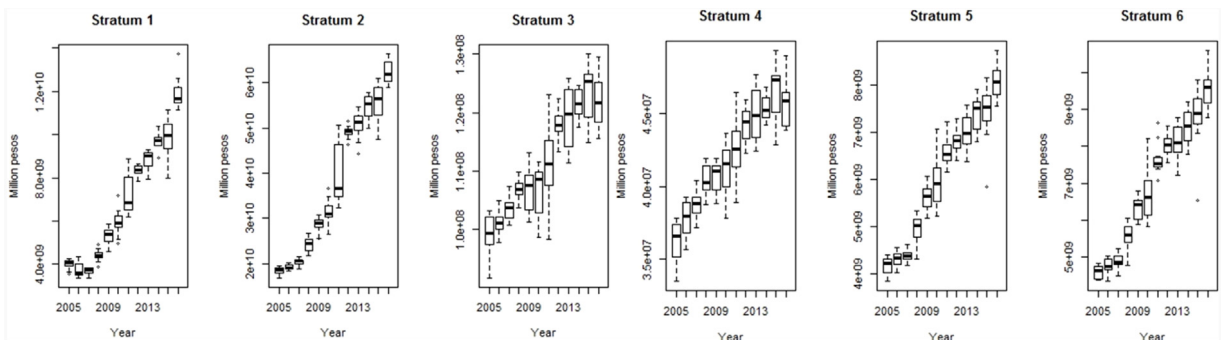 Stratum 1
Million pesos
4.0e+09
8.0e+09
1.2e+10
2005
2009
2013
Year
Stratum 2
Million pesos
2e+10
3e+10
4e+10
5e+10
6e+10
2005
2009
2013
Year
Stratum 3
Million pesos
1.0e+08
1.1e+08
1.2e+08
1.3e+08
2005
2009
2013
Year
Stratum 4
Million pesos
3.5e+07
4.0e+07
4.5e+07
2005
2009
2013
Year
Stratum 5
Million pesos
4e+09
5e+09
6e+09
7e+09
8e+09
2005
2009
2013
Year
Stratum 6
Million pesos
5e+09
7e+09
9e+09
2005
2009
2013
Year